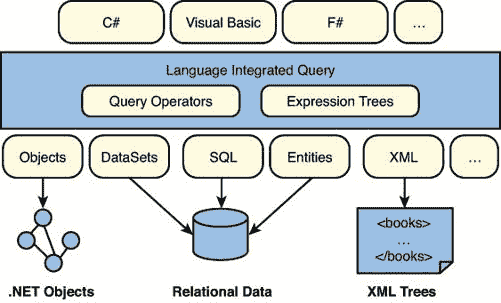 C#
Visual Basic
F#
...
Language Integrated Query
Query Operators
Expression Trees
Objects
DataSets
SQL
Entities
XML
...
<books>
...
</books>
.NET Objects
Relational Data
XML Trees